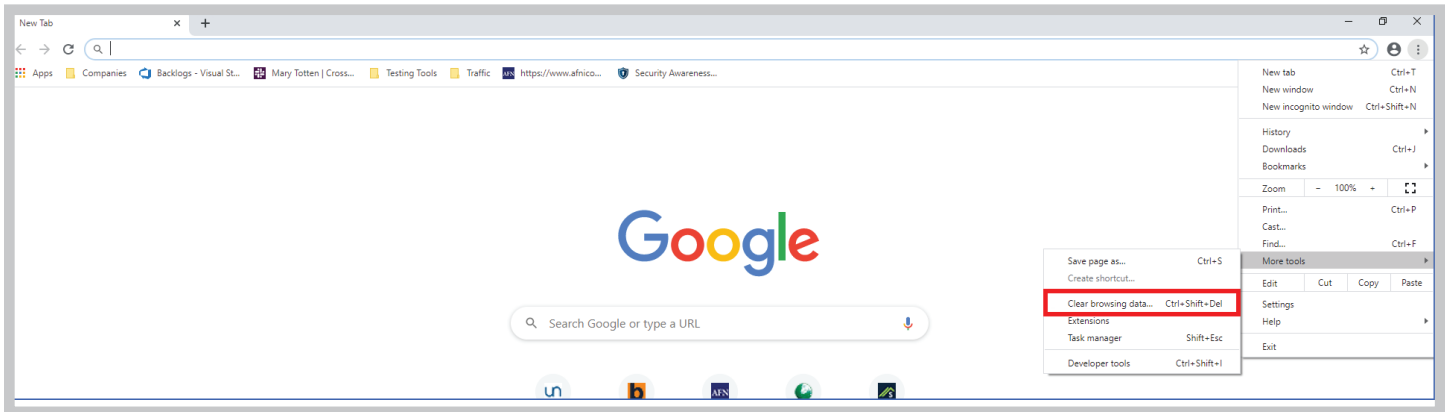 New Tab
Apps Companies Backlogs - Visual St... Mary Totten | Cross... Testing Tools Traffic AFN https://www.afnico... Security Awareness...
New tab Ctrl+T
New window Ctrl+N
New incognito window Ctrl+Shift+N
History
Downloads Ctrl+J
Bookmarks
Zoom - 100% +
Print... Ctrl+P
Cast...
Find... Ctrl+F
More tools
Edit Cut Copy Paste
Settings
Help
Exit
Save page as... Ctrl+S
Create shortcut...
Clear browsing data... Ctrl+Shift+Del
Extensions
Task manager Shift+Esc
Developer tools Ctrl+Shift+I
Google
Search Google or type a URL
un b AFN